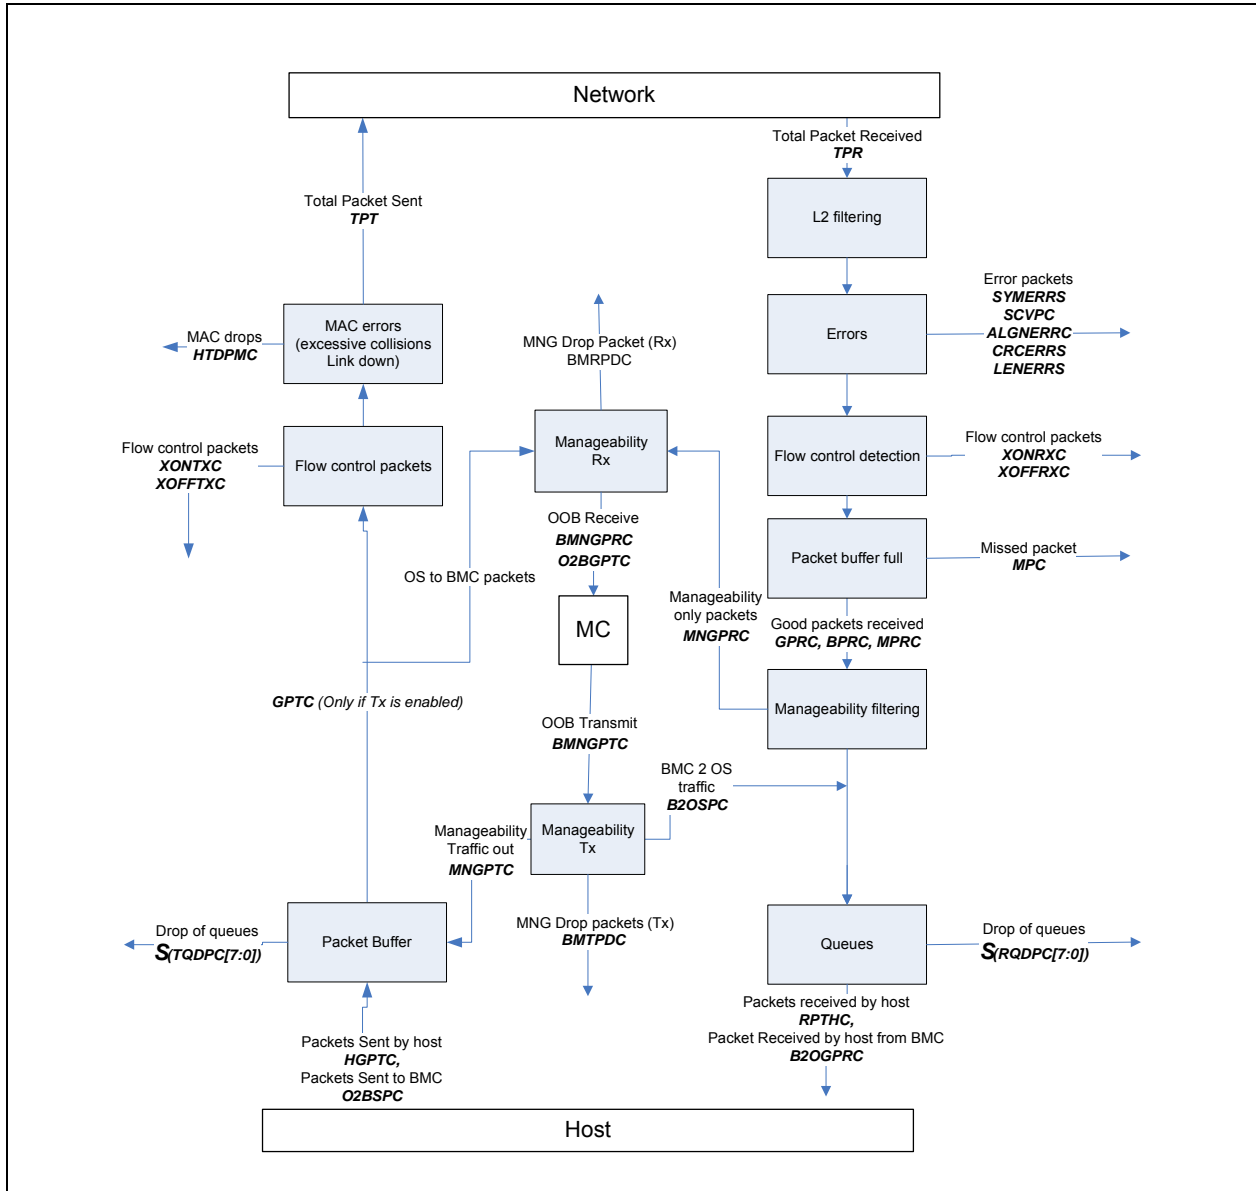 Network
Total Packet Received
TPR
L2 filtering
Total Packet Sent
TPT
Error packets
SYMERRS
SCVPC
ALGNERRC
CRCERRS
LENERRS
Errors
MAC errors
(excessive collisions
Link down)
MAC drops
HTDPMC
MNG Drop Packet (Rx)
BMRPDC
Flow control packets
XONTXC
XOFFTXC
Flow control packets
Manageability
Rx
Flow control detection
Flow control packets
XONRXC
XOFFRXC
OOB Receive
BMNGPRC
O2BGPTC
OS to BMC packets
Packet buffer full
Missed packet
MPC
Manageability
only packets
MNGPRC
Good packets received
GPRC, BPRC, MPRC
MC
GPTC (Only if Tx is enabled)
Manageability filtering
OOB Transmit
BMNGPTC
BMC 2 OS
traffic
B2OSPC
Manageability
Traffic out
MNGPTC
Manageability
Tx
MNG Drop packets (Tx)
BMTPDC
Drop of queues
S(TQDPC[7:0])
Packet Buffer
Queues
Drop of queues
S(RQDPC[7:0])
Packets received by host
RPTHC,
Packet Received by host from BMC
B2OGPRC
Packets Sent by host
HGPTC,
Packets Sent to BMC
O2BSPC
Host